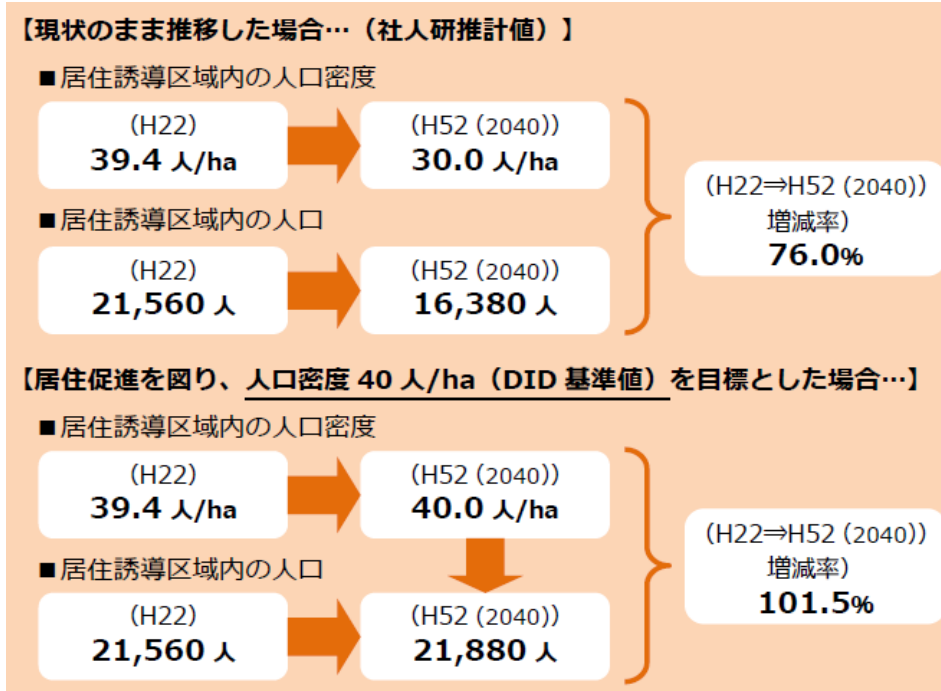 【現状のまま推移した場合…（社人研推計値）】
■居住誘導区域内の人口密度
（H22）
39.4 人/ha
（H52（2040））
30.0 人/ha
■居住誘導区域内の人口
（H22）
21,560 人
（H52（2040））
16,380 人
（H22⇒H52（2040））
増減率）
76.0%
【居住促進を図り、人口密度 40 人/ha（DID 基準値）を目標とした場合…】
■居住誘導区域内の人口密度
（H22）
39.4 人/ha
（H52（2040））
40.0 人/ha
■居住誘導区域内の人口
（H22）
21,560 人
（H52（2040））
21,880 人
（H22⇒H52（2040））
増減率）
101.5%